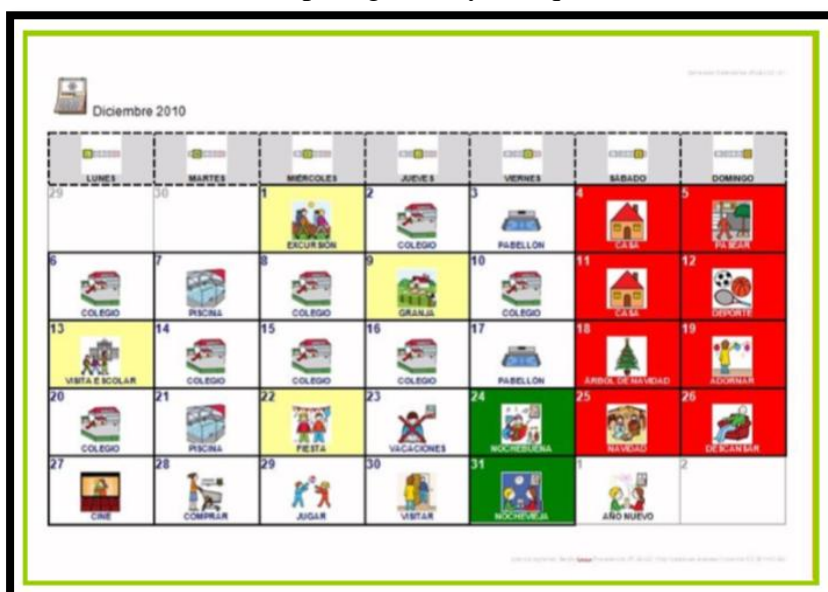 Diciembre 2010
LUNES MARTES MIÉRCOLES JUEVES VIERNES SÁBADO DOMINGO
29 30 1 2 3 4 5
EXCURSIÓN COLEGIO PABELLÓN CASA PASEAR
6 7 8 9 10 11 12
COLEGIO PISCINA COLEGIO GRANJA COLEGIO CASA DEPORTE
13 14 15 16 17 18 19
VISITA ESCOLAR COLEGIO COLEGIO COLEGIO PABELLÓN ÁRBOL DE NAVIDAD ADORNAR
20 21 22 23 24 25 26
COLEGIO PISCINA FIESTA VACACIONES NOCHEBUENA NAVIDAD DESCANSAR
27 28 29 30 31 1 2
CINE COMPRAR JUGAR VISITAR NOCHEVIEJA AÑO NUEVO